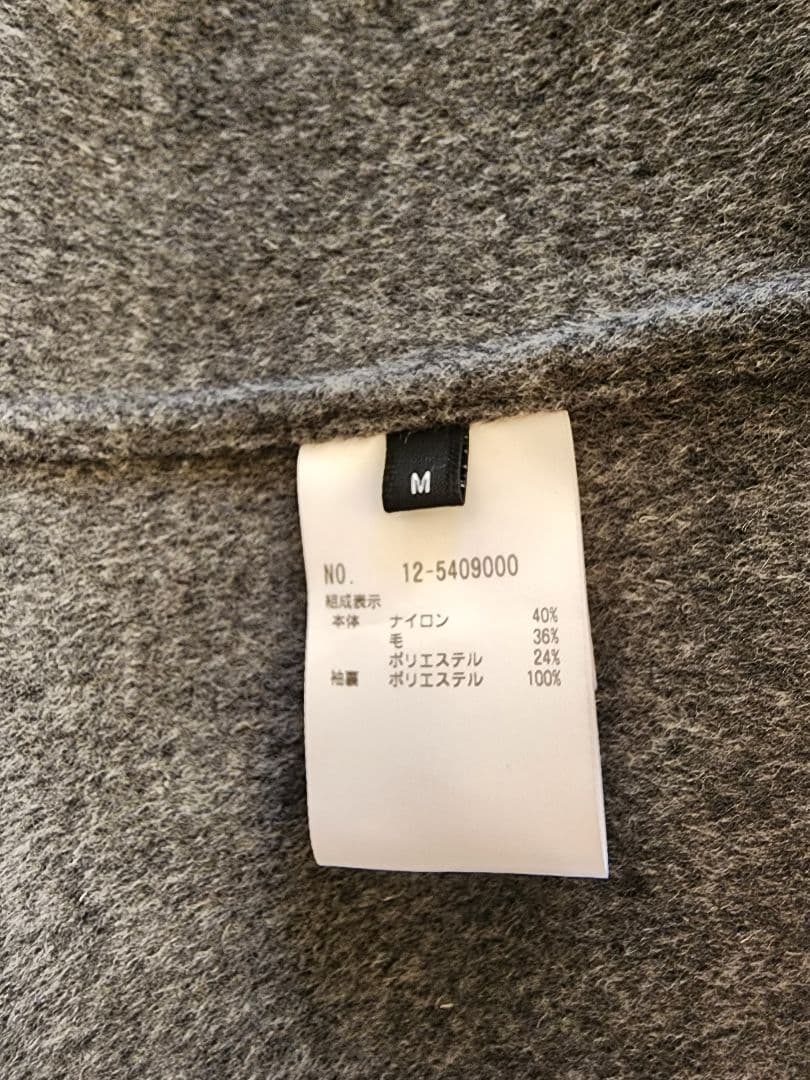 M
NO. 12-5409000
組成表示
本体 ナイロン 40%
毛 36%
ポリエステル 24%
袖裏 ポリエステル 100%